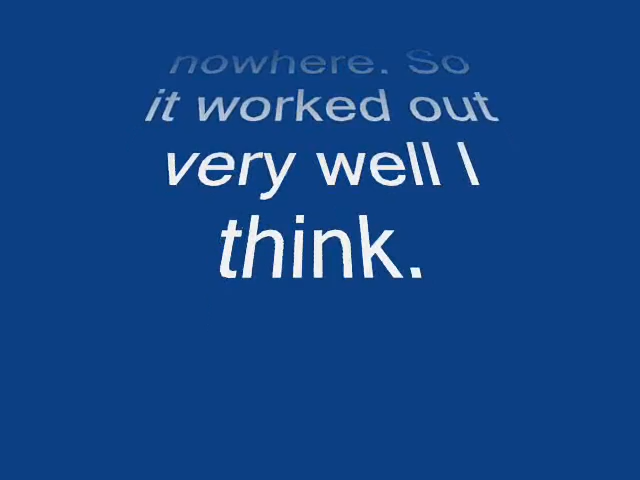 nowhere. So
it worked out
very well I
think.